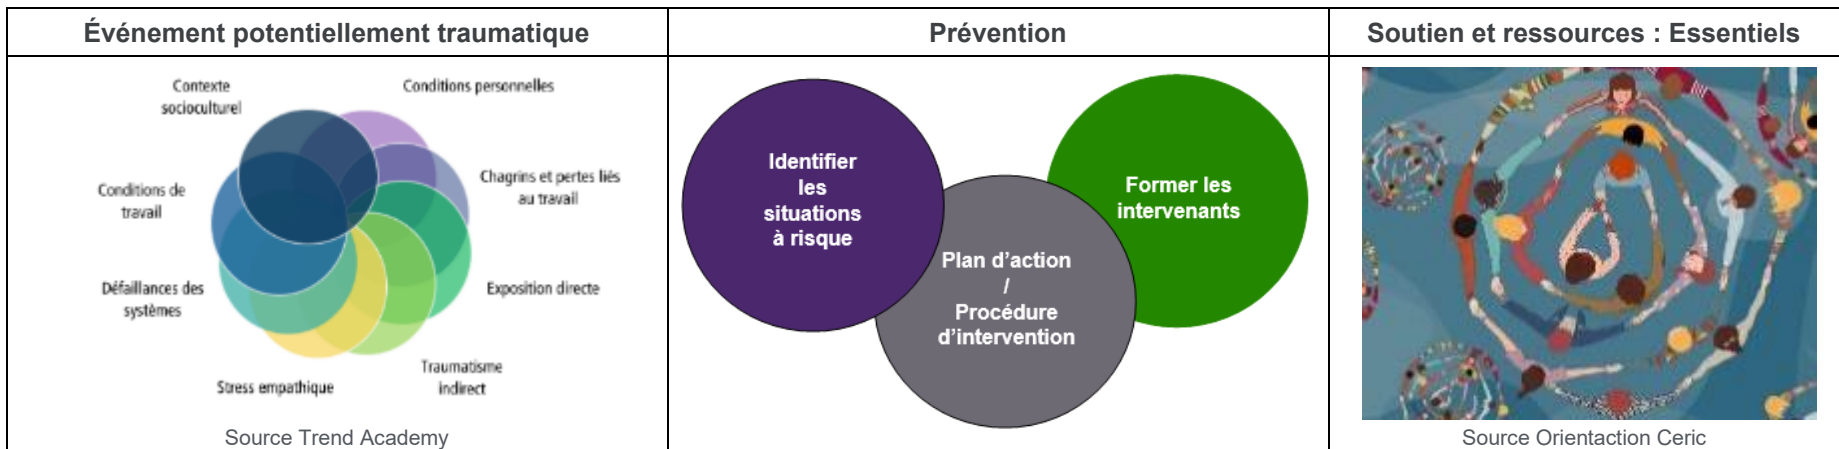 Événement potentiellement traumatique
Prévention
Soutien et ressources : Essentiels
Contexte
socioculturel
Conditions personnelles
Chagrins et pertes liés
au travail
Conditions de
travail
Exposition directe
Défaillances des
systèmes
Traumatisme
indirect
Stress empathique
Source Trend Academy
Identifier
les
situations
à risque
Plan d’action
/
Procédure
d’intervention
Former les
intervenants
Source Orientaction Ceric